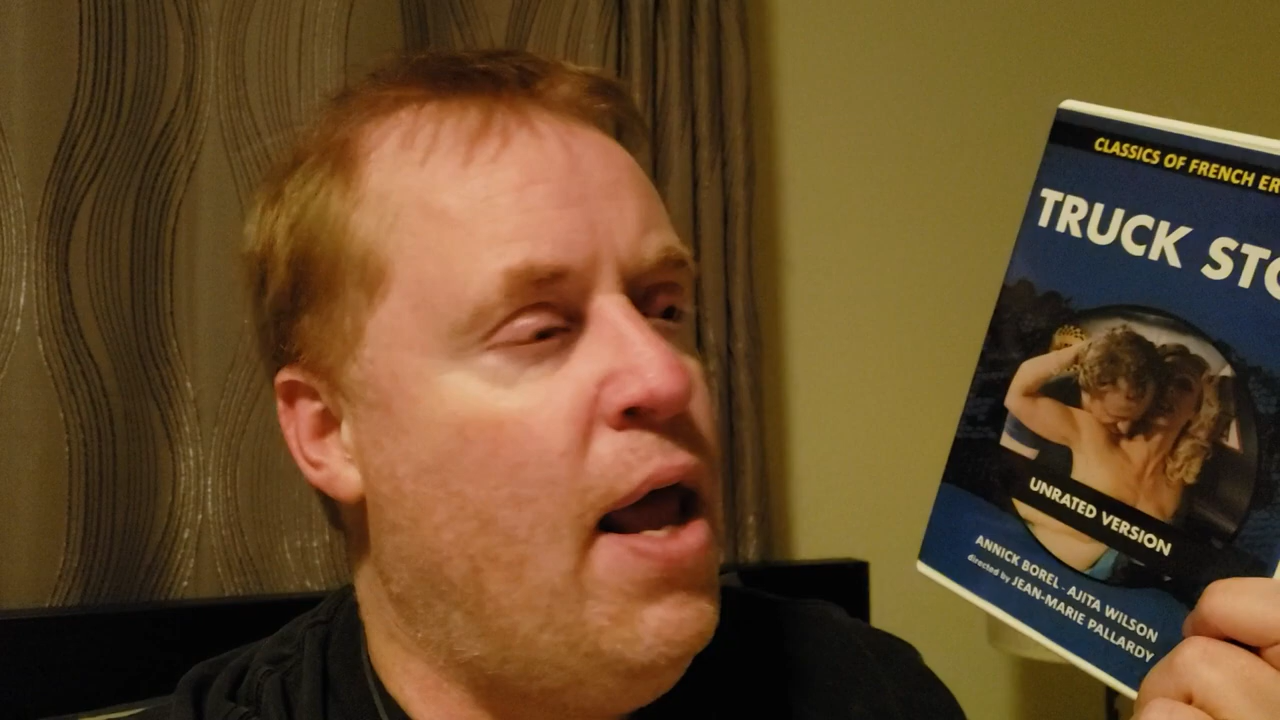 CLASSICS OF FRENCH ER
TRUCK STO
UNRATED VERSION
ANNICK BOREL - AJITA WILSON
directed by JEAN-MARIE PALLARDY